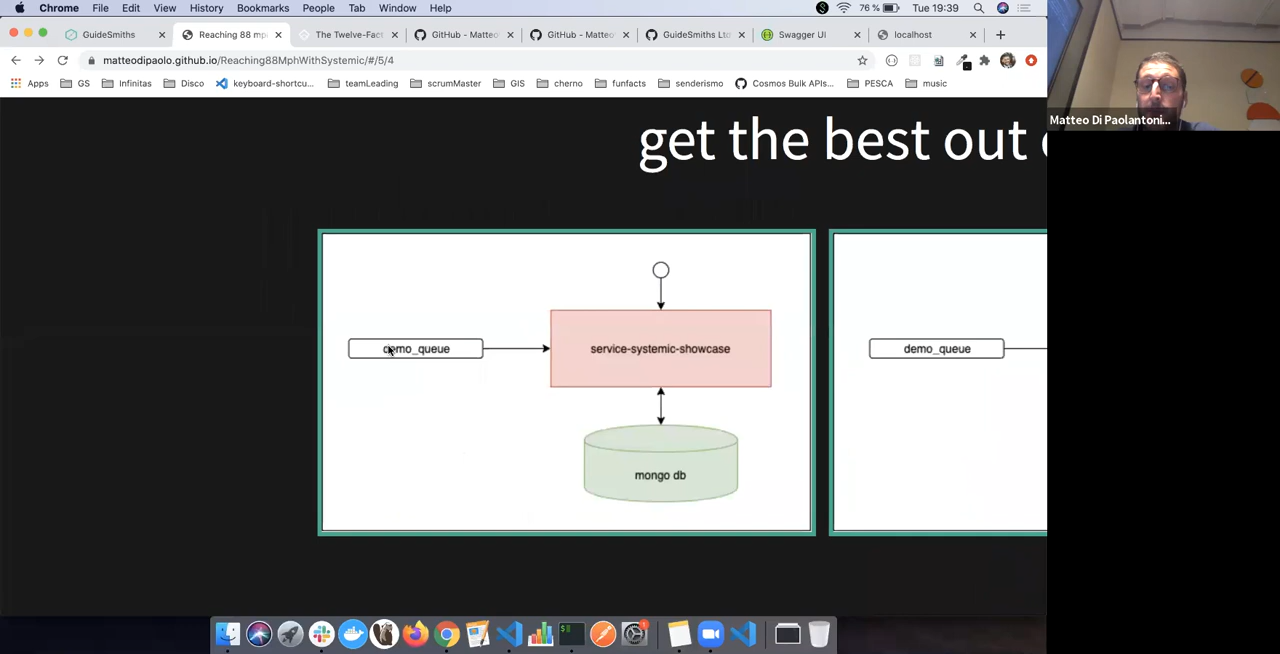 Chrome File Edit View History Bookmarks People Tab Window Help 76 % Tue 19:39
GuideSmiths Reaching 88 mp The Twelve-Fact GitHub - Matteo GitHub - Matteo GuideSmiths Ltd Swagger UI localhost
matteodipaolo.github.io/Reaching88MphWithSystemic/#/5/4
Apps GS Infinitas Disco keyboard-shortcu... teamLeading scrumMaster GIS cherno funfacts senderismo Cosmos Bulk APIs... PESCA music
Matteo Di Paolantoni...
get the best out
demo_queue service-systemic-showcase demo_queue
mongo db